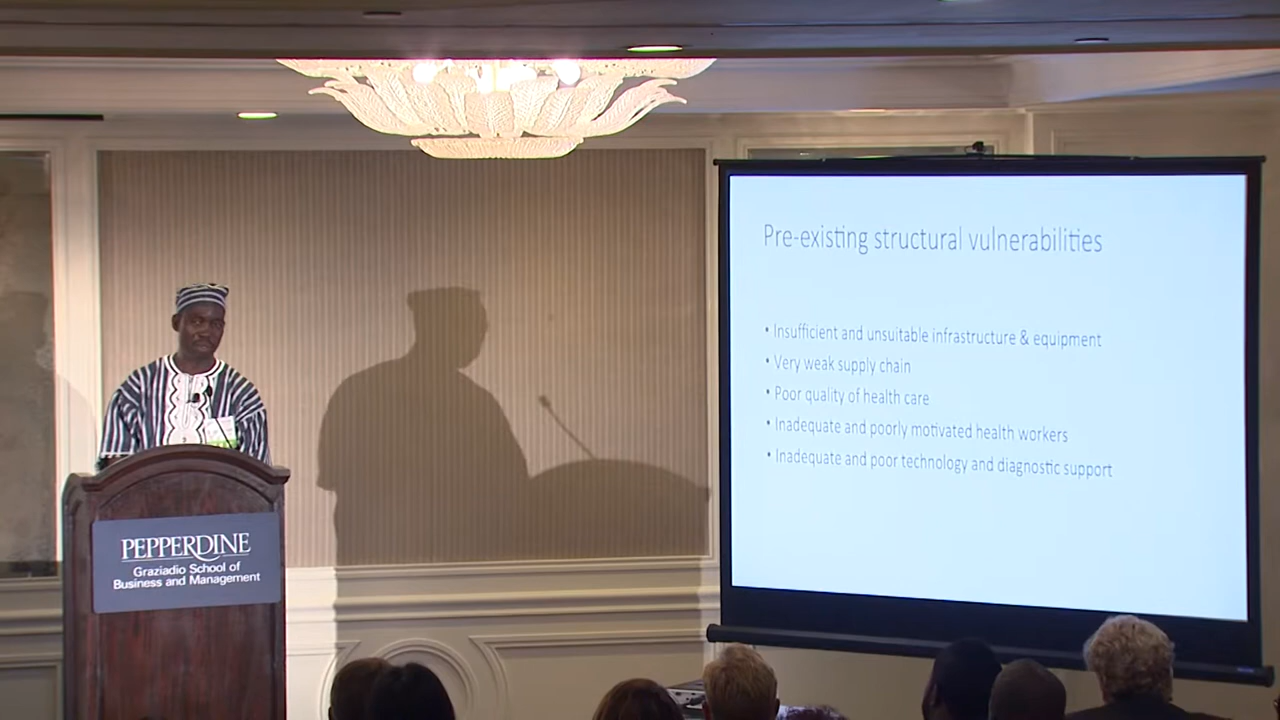 Pre-existing structural vulnerabilities
• Insufficient and unsuitable infrastructure & equipment
• Very weak supply chain
• Poor quality of health care
• Inadequate and poorly motivated health workers
• Inadequate and poor technology and diagnostic support
PEPPERDINE
Graziadio School of
Business and Management